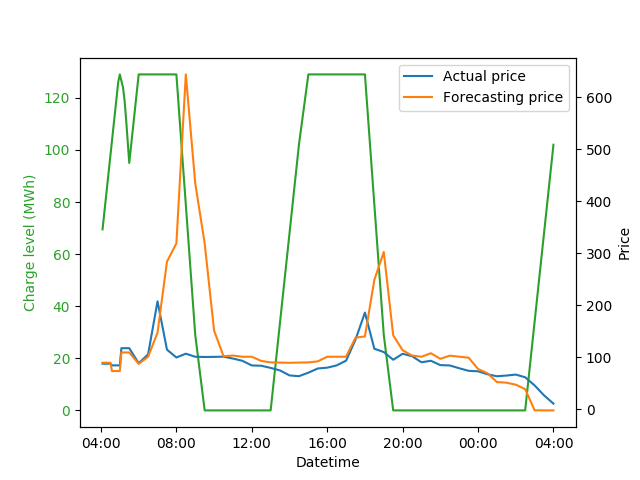 Actual price
Forecasting price
120
100
80
60
40
20
0
Charge level (MWh)
600
500
400
300
200
100
0
Price
04:00 08:00 12:00 16:00 20:00 00:00 04:00
Datetime